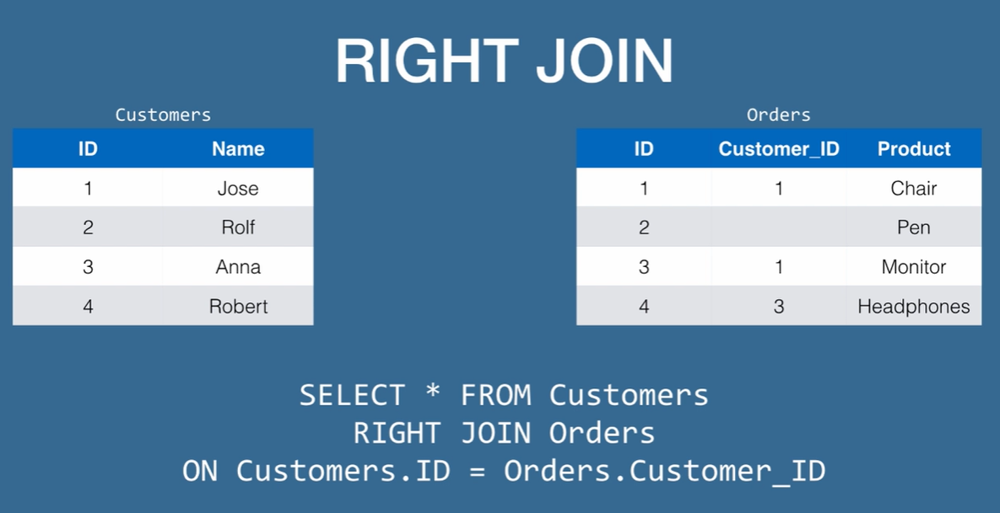 RIGHT JOIN
Customers
ID Name
1 Jose
2 Rolf
3 Anna
4 Robert
Orders
ID Customer_ID Product
1 1 Chair
2 Pen
3 1 Monitor
4 3 Headphones
SELECT * FROM Customers
RIGHT JOIN Orders
ON Customers.ID = Orders.Customer_ID